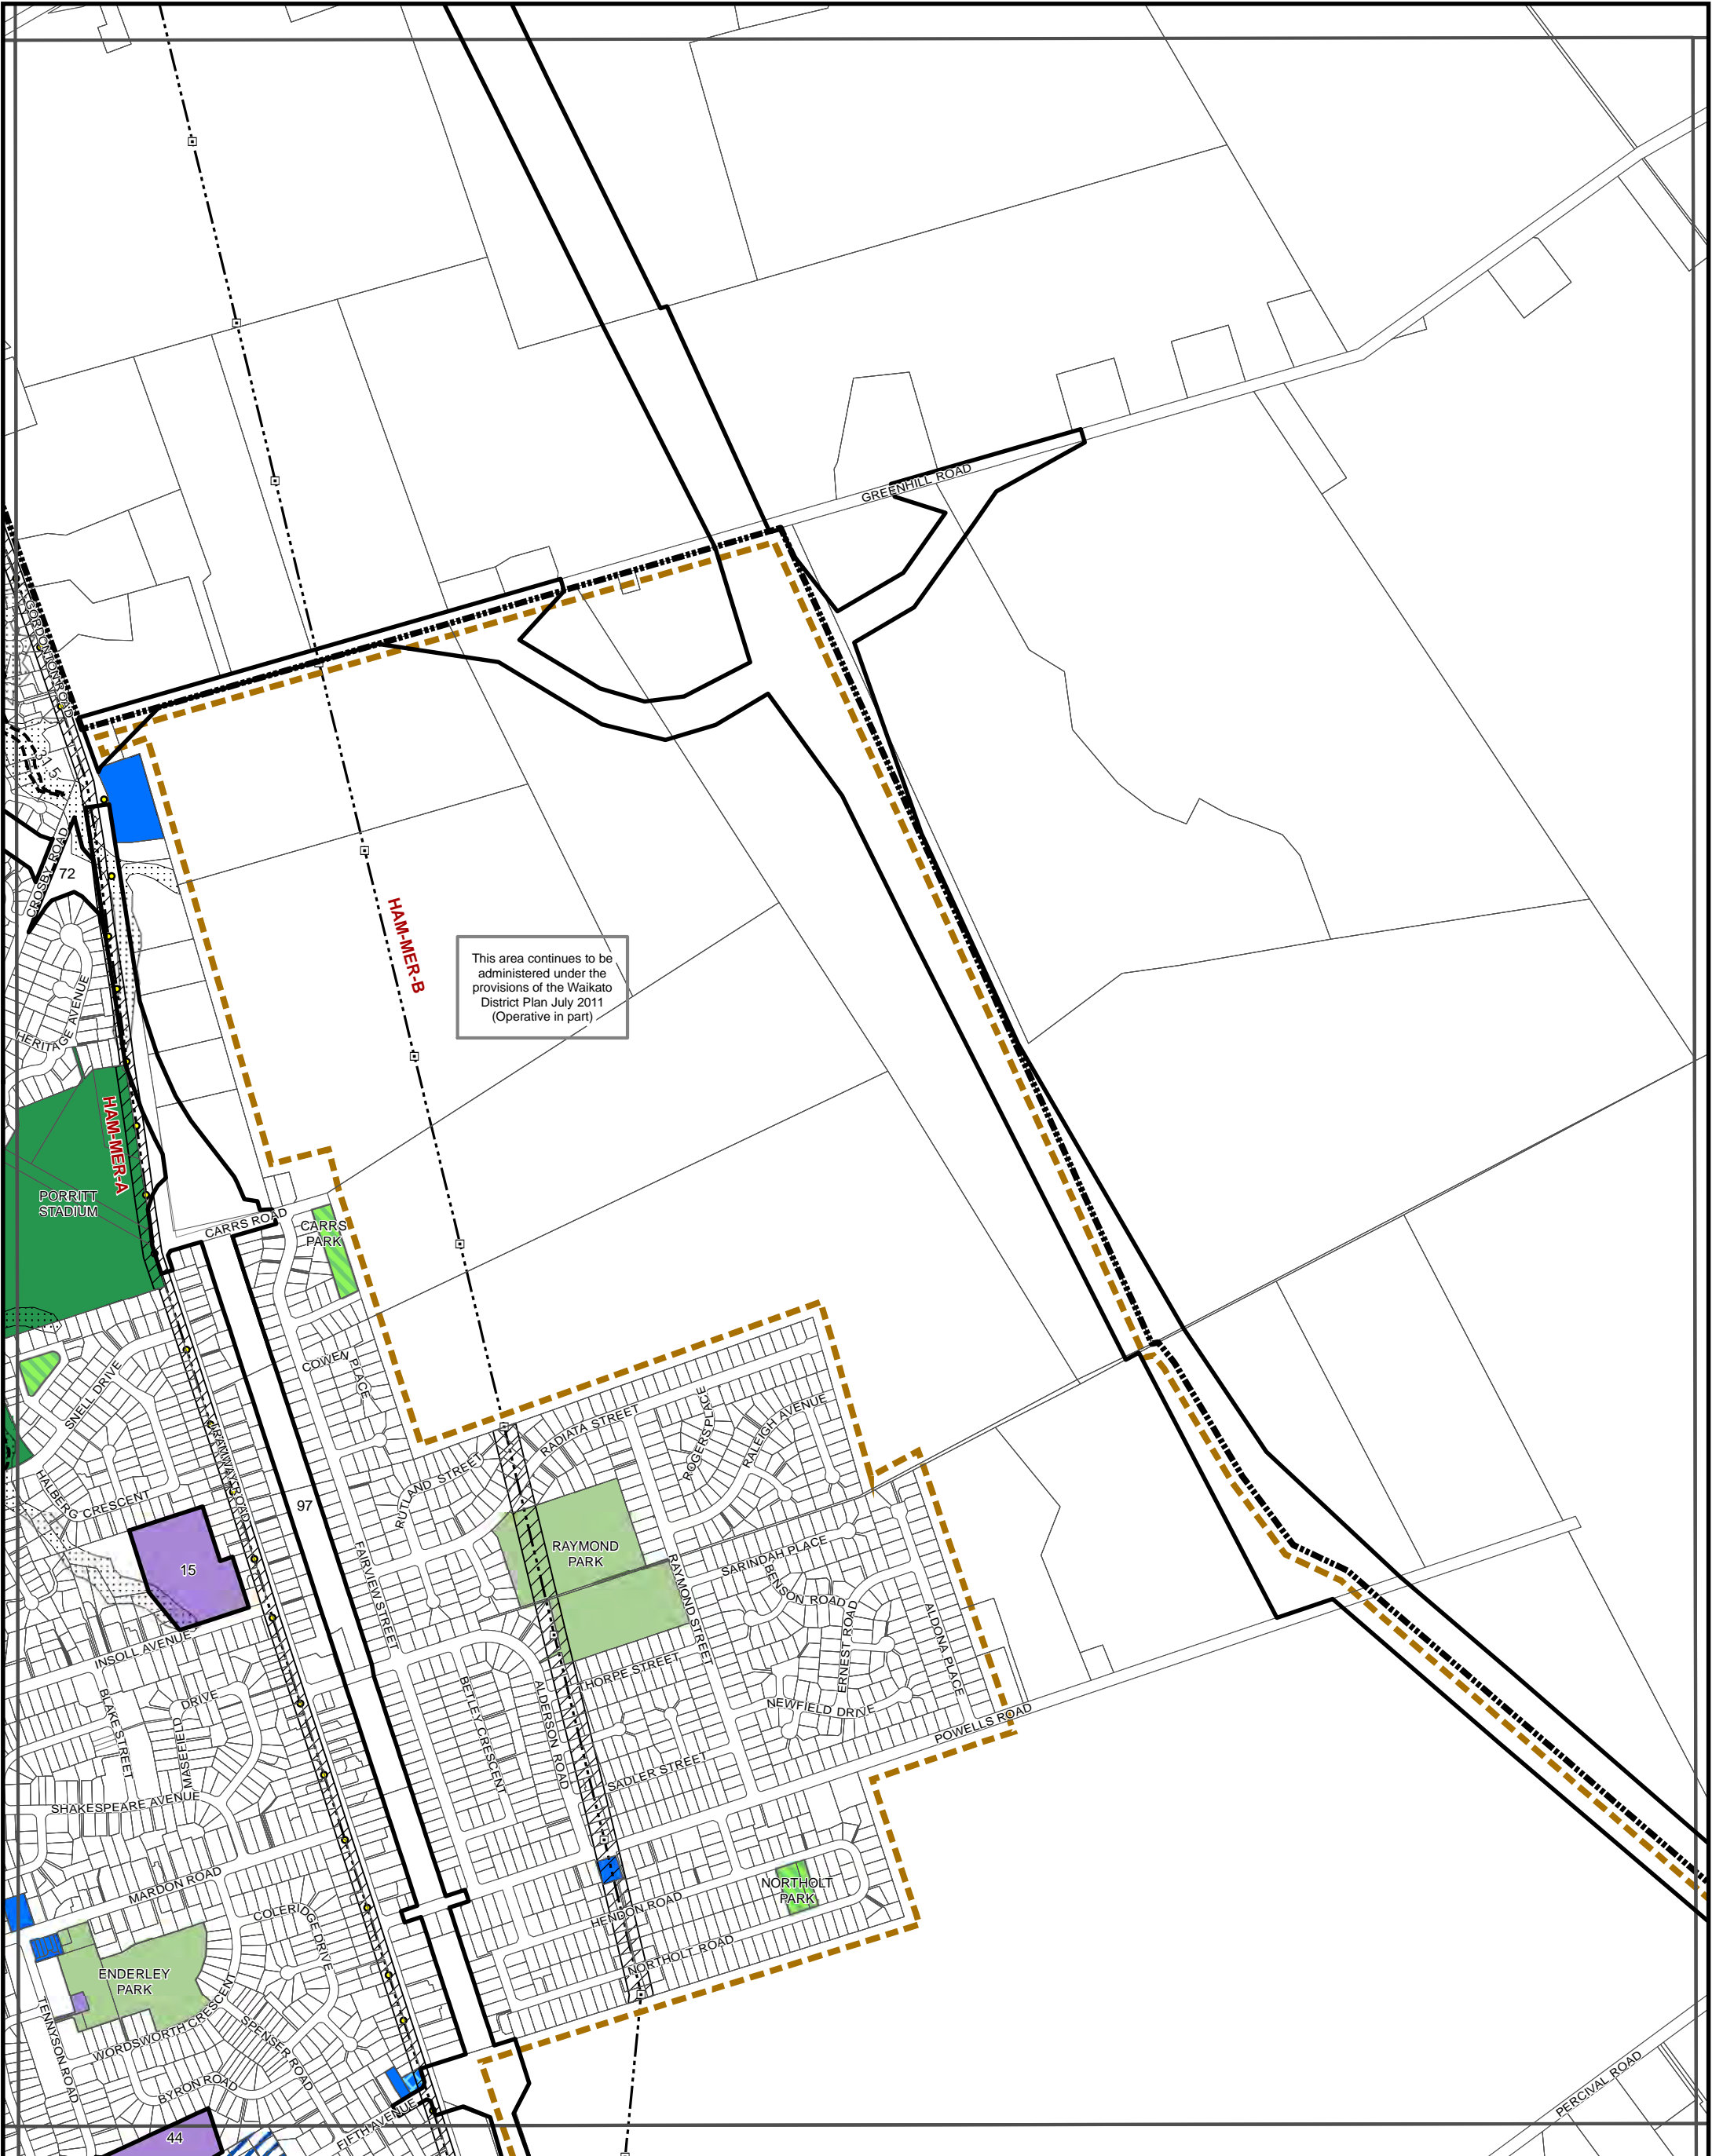 GREENHILL ROAD
GORDONTON ROAD
31.5
CROSBY ROAD
72
HAM-MER-B
This area continues to be
administered under the
provisions of the Waikato
District Plan July 2011
(Operative in part)
HERITAGE AVENUE
HAM-MER-A
PORRITT
STADIUM
CARRS ROAD
CARRS
PARK
COWEN
PLACE
SNELL DRIVE
RADIATA STREET
ROGERS PLACE
RALEIGH AVENUE
RUTLAND STREET
HALBERG CRESCENT
TRAMWAY ROAD
97
15
FAIRVIEW STREET
RAYMOND
PARK
RAYMOND STREET
SARINDAH PLACE
BENSON ROAD
ERNEST ROAD
ALDONA PLACE
INSOLL AVENUE
BLAKE STREET
MASEFIELD
DRIVE
BETLEY CRESCENT
ALDERSON ROAD
THORPE STREET
NEWFIELD DRIVE
POWELLS ROAD
SADLER STREET
SHAKESPEARE AVENUE
MARDON ROAD
COLERIDGE DRIVE
NORTHOLT
PARK
HENDON ROAD
NORTHOLT ROAD
ENDERLEY
PARK
TENNYSON ROAD
WORDSWORTH CRESCENT
SPENSER ROAD
BYRON ROAD
FIFTH AVENUE
44
PERCIVAL ROAD